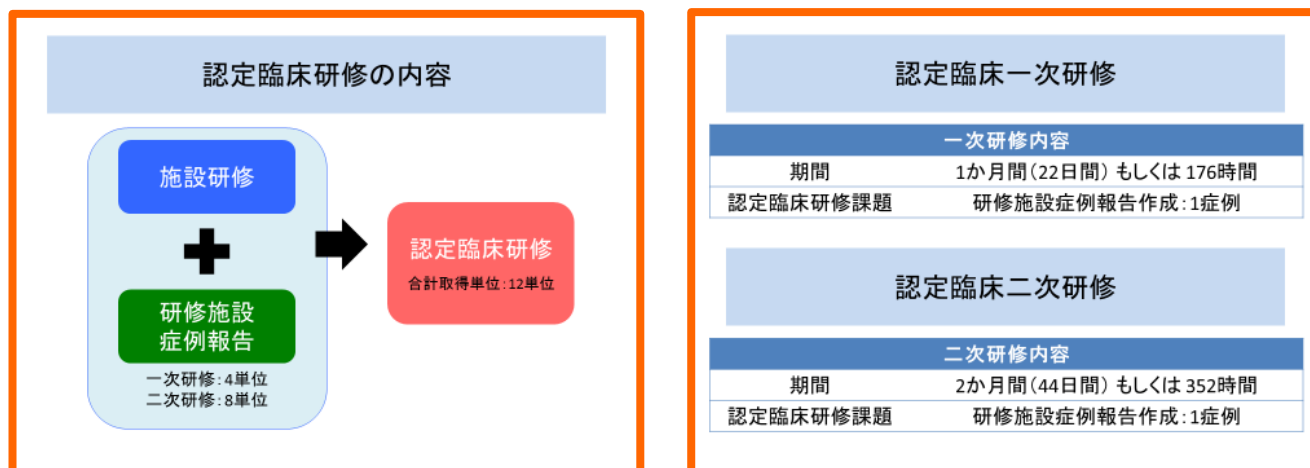 認定臨床研修の内容
施設研修
研修施設
症例報告
一次研修:4単位
二次研修:8単位
認定臨床研修
合計取得単位:12単位
認定臨床一次研修
一次研修内容
期間 1か月間(22日間) もしくは 176時間
認定臨床研修課題 研修施設症例報告作成:1症例
認定臨床二次研修
二次研修内容
期間 2か月間(44日間) もしくは 352時間
認定臨床研修課題 研修施設症例報告作成:1症例